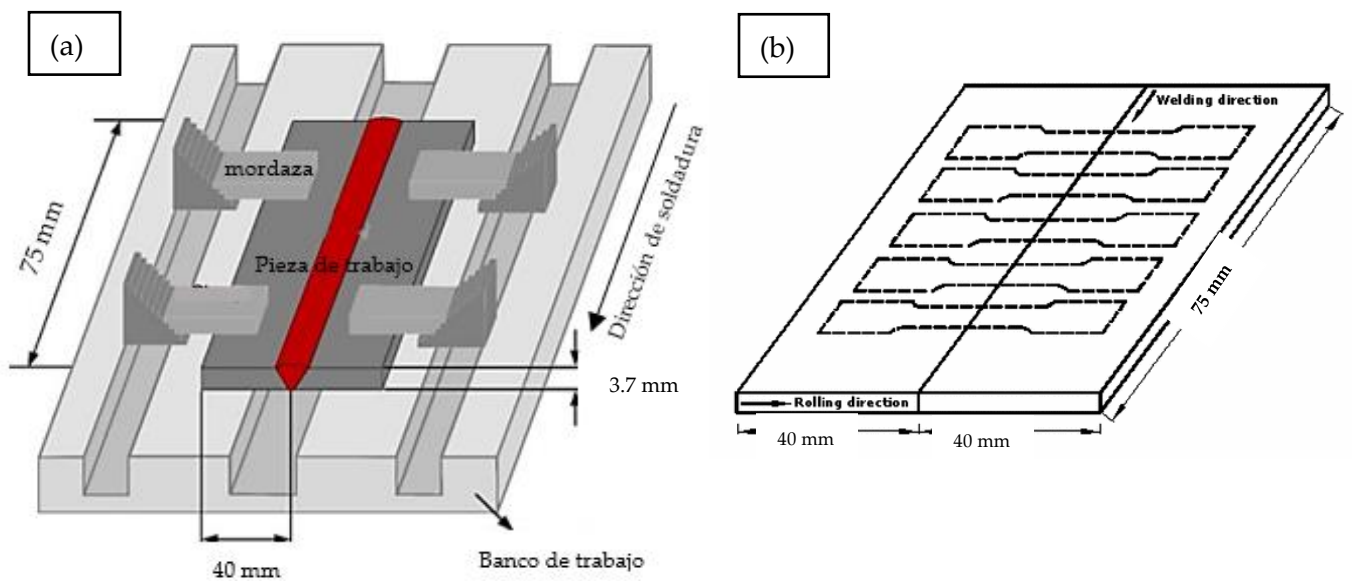 (a)
mordaza
75 mm
Pieza de trabajo
Dirección de soldadura
3.7 mm
40 mm
Banco de trabajo
(b)
Welding direction
75 mm
Rolling direction
40 mm
40 mm